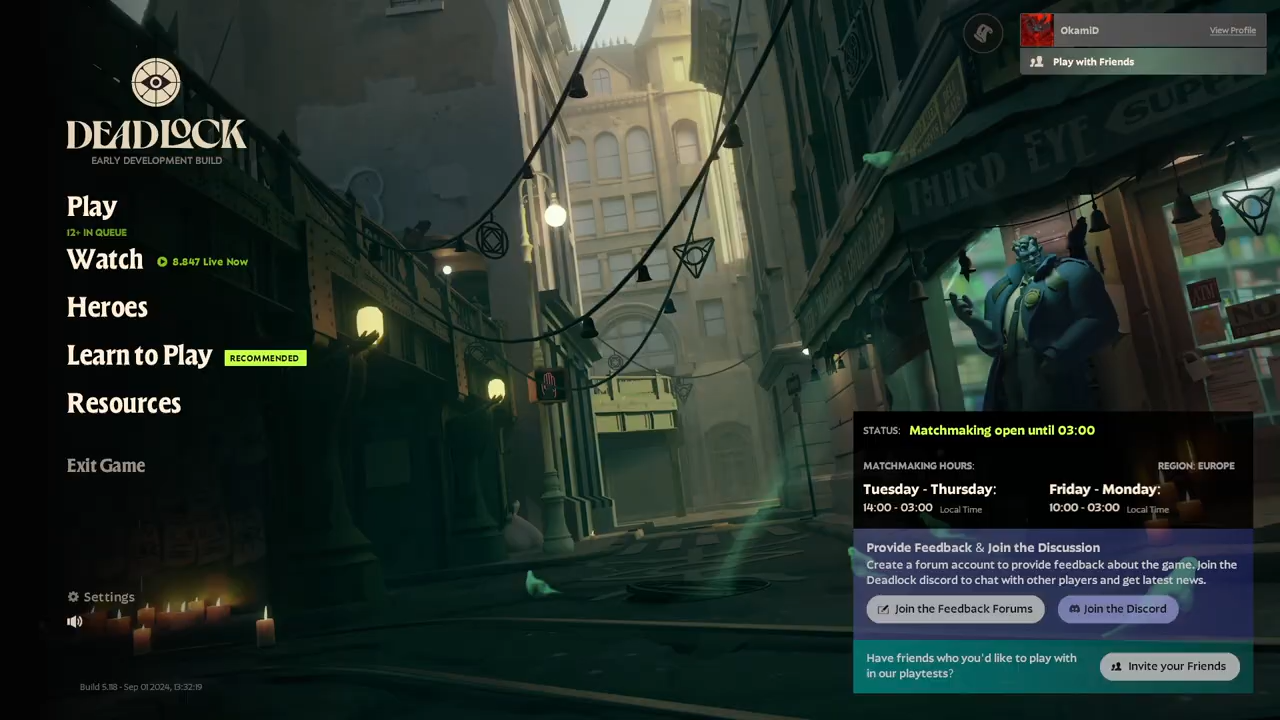 OkamiD
View Profile
Play with Friends
DEADLOCK
EARLY DEVELOPMENT BUILD
Play
12+ IN QUEUE
Watch
8.847 Live Now
Heroes
Learn to Play
RECOMMENDED
Resources
Exit Game
THIRD EYE
ATM
NO
STATUS: Matchmaking open until 03:00
MATCHMAKING HOURS:
REGION: EUROPE
Tuesday - Thursday:
14:00 - 03:00 Local Time
Friday - Monday:
10:00 - 03:00 Local Time
Provide Feedback & Join the Discussion
Create a forum account to provide feedback about the game. Join the
Deadlock discord to chat with other players and get latest news.
Join the Feedback Forums
Join the Discord
Have friends who you'd like to play with
in our playtests?
Invite your Friends
Settings
Build 5.118 - Sep 01 2024, 13:32:19